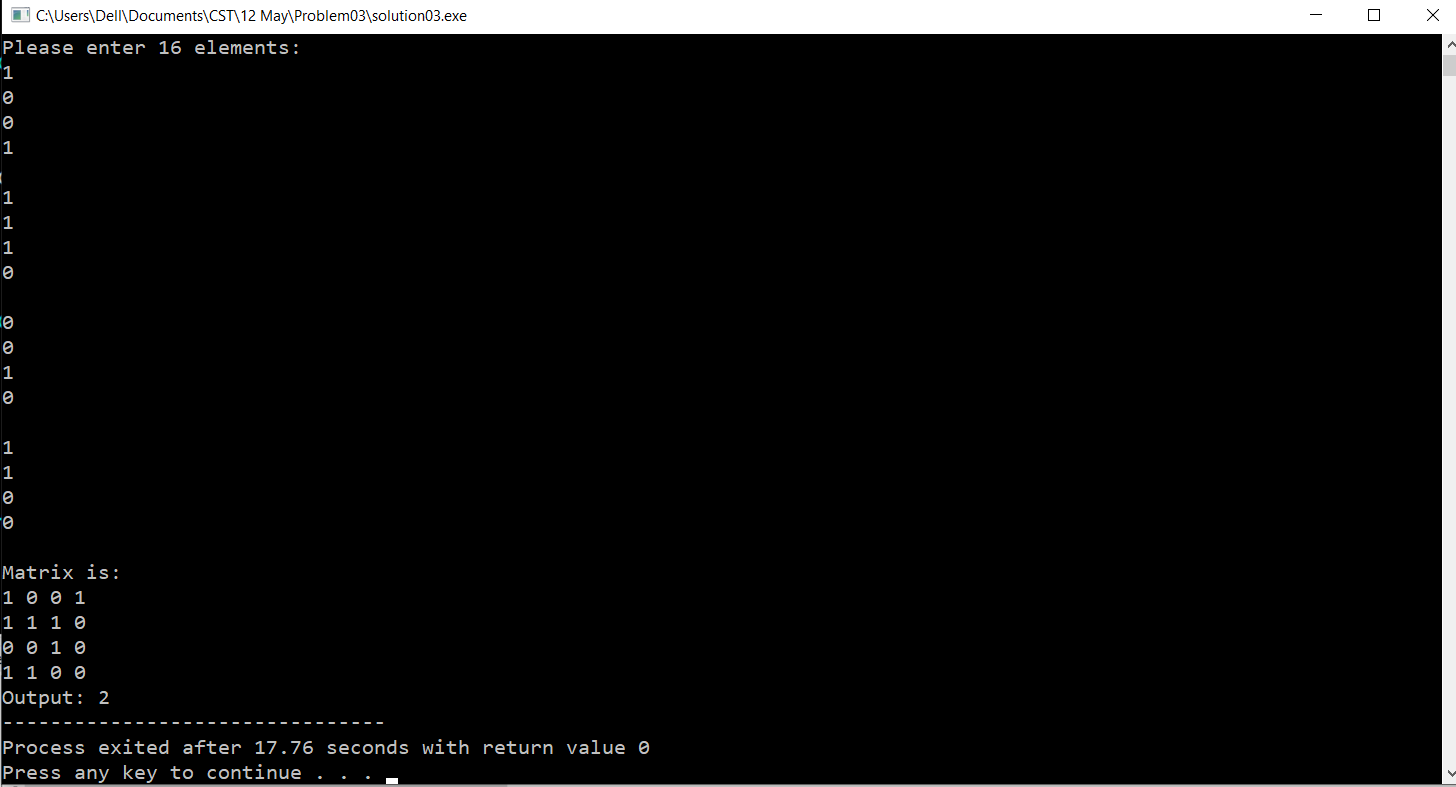 C:\Users\Dell\Documents\CST\12 May\Problem03\solution03.exe
Please enter 16 elements:
1
0
0
1
1
1
1
0
0
0
1
0
1
1
0
0
Matrix is:
1 0 0 1
1 1 1 0
0 0 1 0
1 1 0 0
Output: 2
--------------------------------
Process exited after 17.76 seconds with return value 0
Press any key to continue . . .